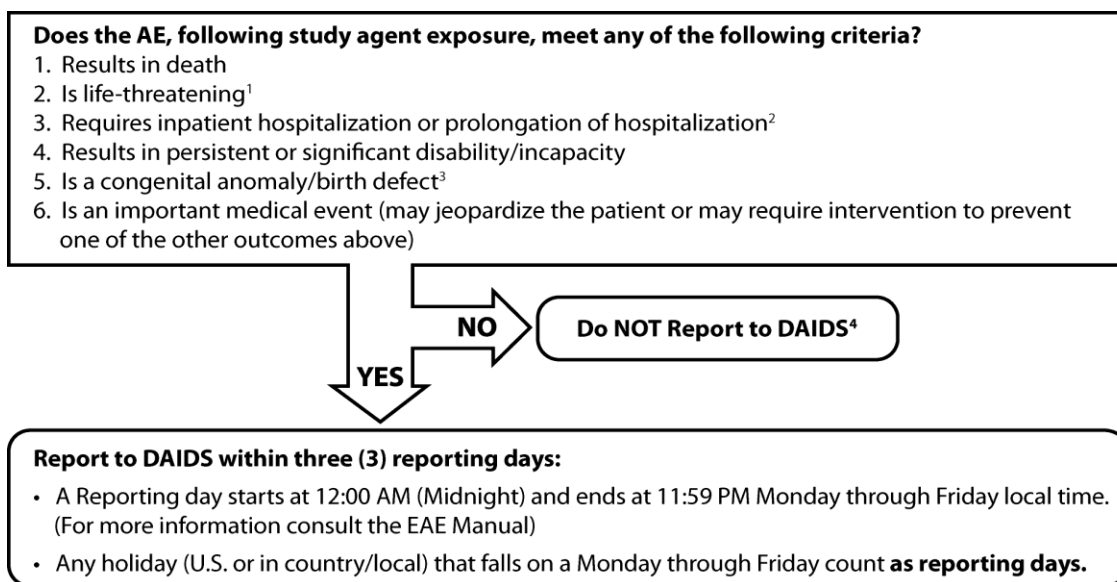 Does the AE, following study agent exposure, meet any of the following criteria?
1. Results in death
2. Is life-threatening¹
3. Requires inpatient hospitalization or prolongation of hospitalization²
4. Results in persistent or significant disability/incapacity
5. Is a congenital anomaly/birth defect³
6. Is an important medical event (may jeopardize the patient or may require intervention to prevent
one of the other outcomes above)
NO
Do NOT Report to DAIDS⁴
YES
Report to DAIDS within three (3) reporting days:
• A Reporting day starts at 12:00 AM (Midnight) and ends at 11:59 PM Monday through Friday local time.
(For more information consult the EAE Manual)
• Any holiday (U.S. or in country/local) that falls on a Monday through Friday count as reporting days.